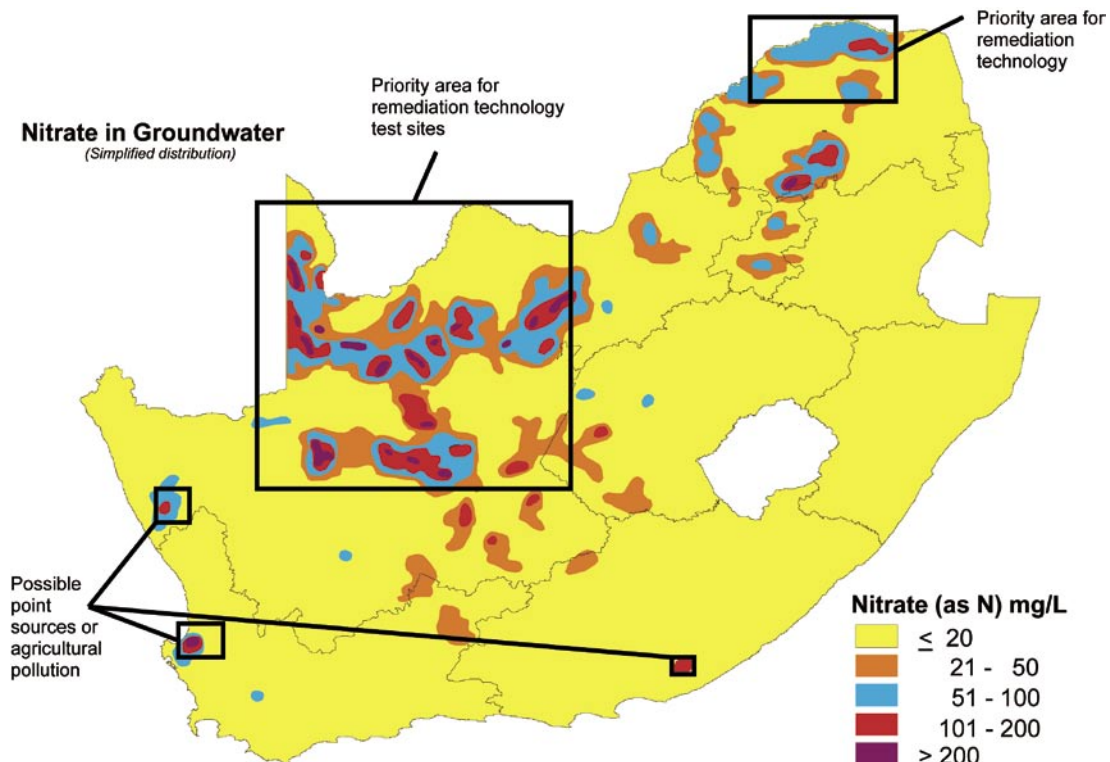 Priority area for
remediation
technology
Priority area for
remediation technology
test sites
Nitrate in Groundwater
(Simplified distribution)
Possible
point
sources or
agricultural
pollution
Nitrate (as N) mg/L
≤ 20
21 - 50
51 - 100
101 - 200
> 200